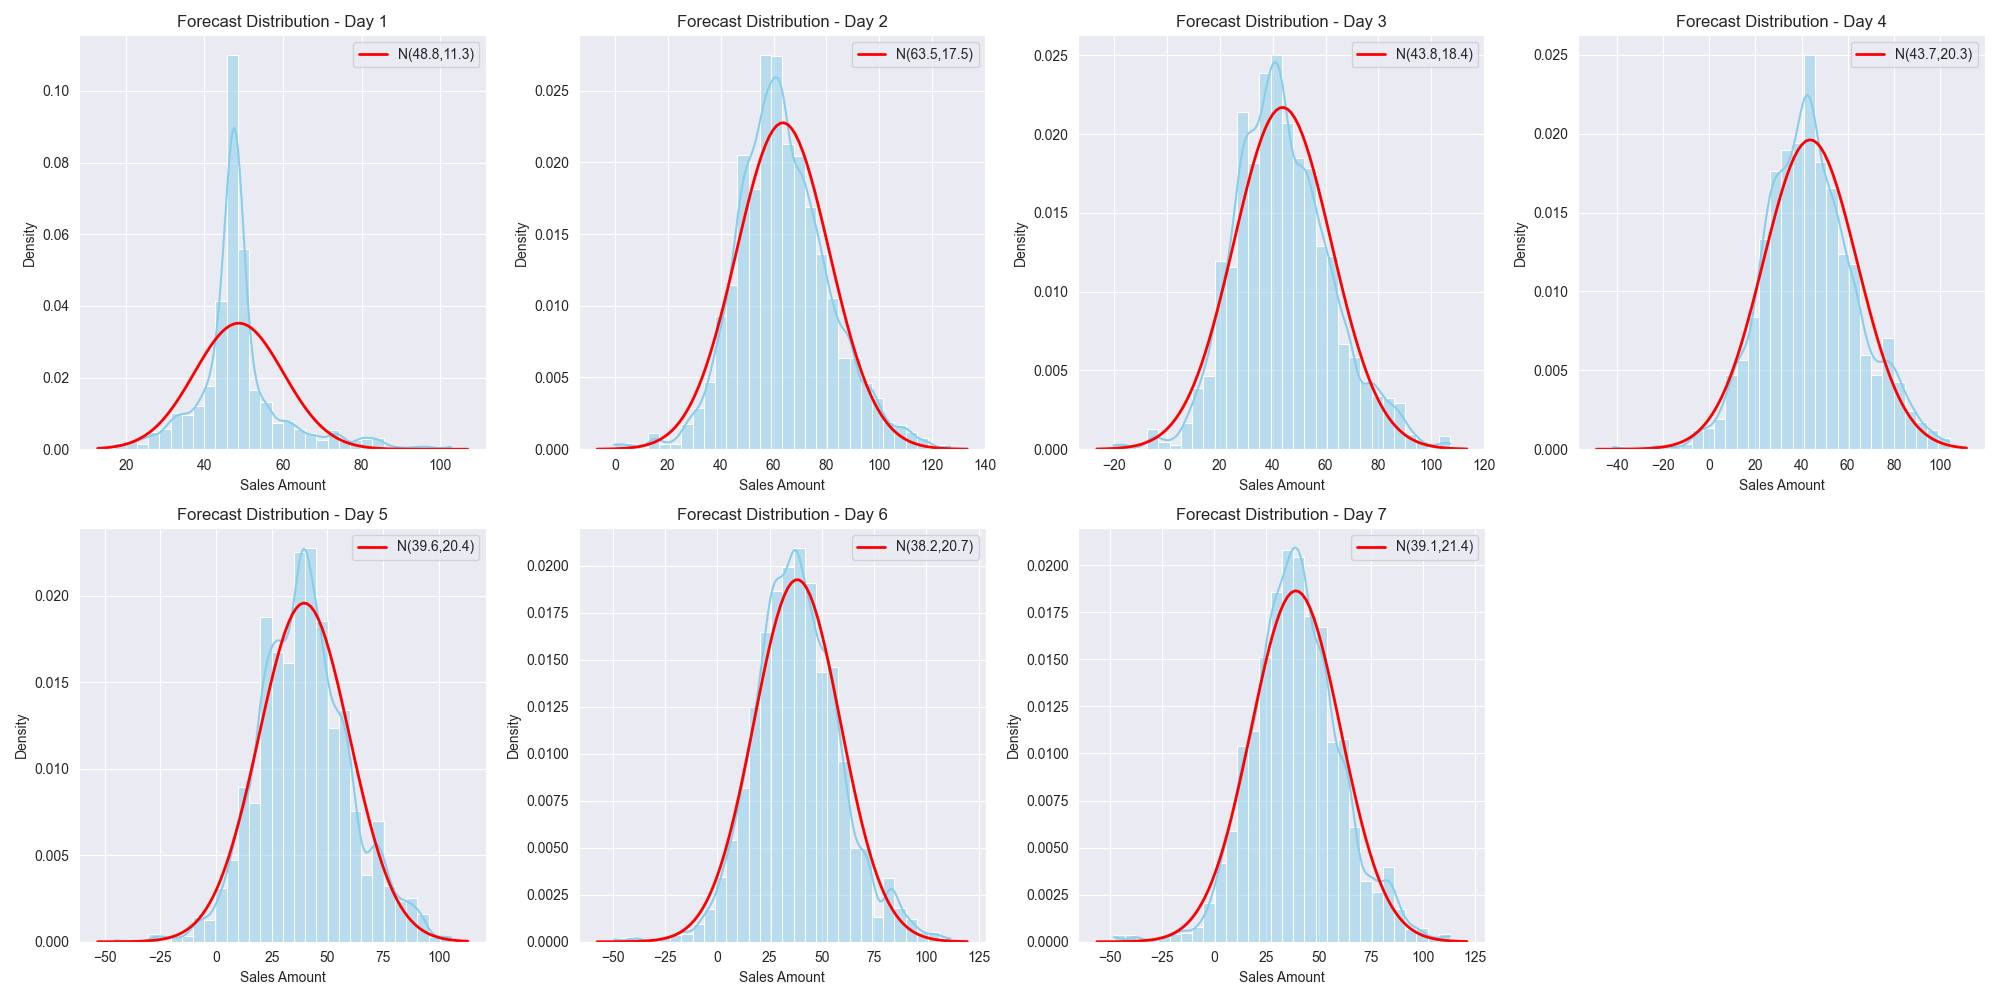 Forecast Distribution - Day 1
N(48.8,11.3)
Density
0.10
0.08
0.06
0.04
0.02
0.00
20 40 60 80 100
Sales Amount
Forecast Distribution - Day 2
N(63.5,17.5)
Density
0.025
0.020
0.015
0.010
0.005
0.000
0 20 40 60 80 100 120 140
Sales Amount
Forecast Distribution - Day 3
N(43.8,18.4)
Density
0.025
0.020
0.015
0.010
0.005
0.000
−20 0 20 40 60 80 100 120
Sales Amount
Forecast Distribution - Day 4
N(43.7,20.3)
Density
0.025
0.020
0.015
0.010
0.005
0.000
−40 −20 0 20 40 60 80 100
Sales Amount
Forecast Distribution - Day 5
N(39.6,20.4)
Density
0.020
0.015
0.010
0.005
0.000
−50 −25 0 25 50 75 100
Sales Amount
Forecast Distribution - Day 6
N(38.2,20.7)
Density
0.0200
0.0175
0.0150
0.0125
0.0100
0.0075
0.0050
0.0025
0.0000
−50 −25 0 25 50 75 100 125
Sales Amount
Forecast Distribution - Day 7
N(39.1,21.4)
Density
0.0200
0.0175
0.0150
0.0125
0.0100
0.0075
0.0050
0.0025
0.0000
−50 −25 0 25 50 75 100 125
Sales Amount